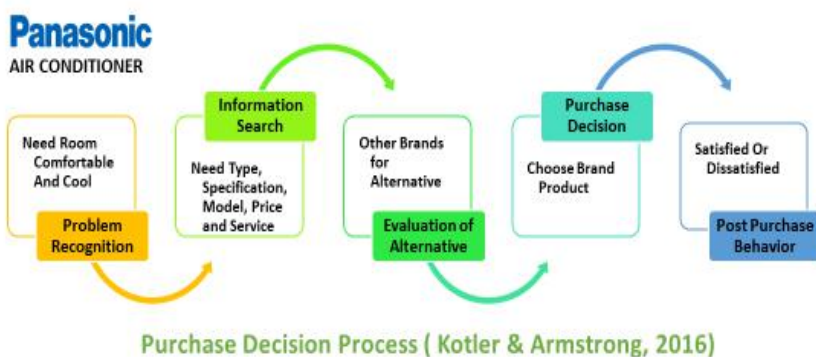 Panasonic
AIR CONDITIONER
Need Room
Comfortable
And Cool
Problem
Recognition
Information
Search
Need Type,
Specification,
Model, Price
and Service
Other Brands
for
Alternative
Evaluation of
Alternative
Purchase
Decision
Choose Brand
Product
Satisfied Or
Dissatisfied
Post Purchase
Behavior
Purchase Decision Process ( Kotler & Armstrong, 2016)